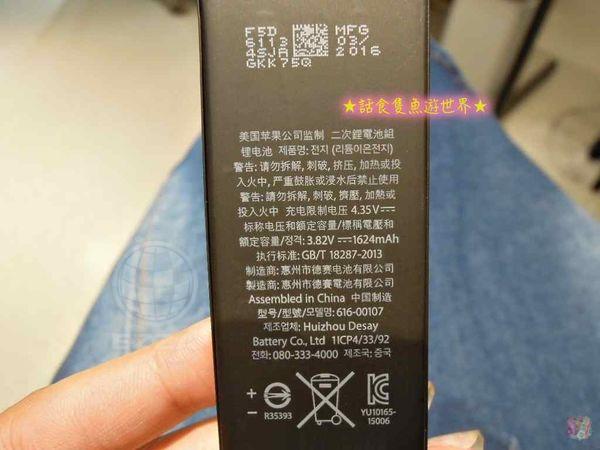 F5D
6113
4SJA
GKK75Q
MFG
03/
2016
★話食隻魚遊世界★
美国苹果公司监制 二次鋰電池組
锂电池 제품명: 전지 (리튬이온전지)
警告: 请勿拆解, 刺破, 挤压, 加热或投
入火中, 严重鼓胀或浸水后禁止使用
警告: 請勿拆解, 刺破, 擠壓, 加熱或
投入火中 充电限制电压 4.35V⎓
标称电压和额定容量/標稱電壓和
額定容量/정격: 3.82V⎓1624mAh
执行标准: GB/T 18287-2013
制造商: 惠州市德赛电池有限公司
製造商: 惠州市德賽電池有限公司
Assembled in China 中国制造
型号/型號/모델명: 616-00107
제조업체: Huizhou Desay
Battery Co., Ltd 1ICP4/33/92
전화: 080-333-4000 제조국: 중국
+
-
R35393
YU10165-
15006